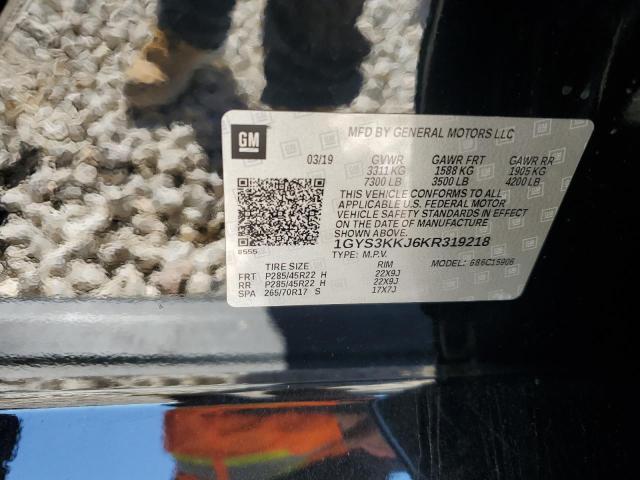 GM
MFD BY GENERAL MOTORS LLC
03/19 GVWR GAWR FRT GAWR RR
3311 KG 1588 KG 1905 KG
7300 LB 3500 LB 4200 LB
THIS VEHICLE CONFORMS TO ALL APPLICABLE
U.S. FEDERAL MOTOR
VEHICLE SAFETY STANDARDS IN EFFECT
ON THE DATE OF MANUFACTURE
SHOWN ABOVE.
1GYS3KKJ6KR319218
8555
TYPE: M.P.V. MODEL:
TIRE SIZE RIM
FRT P285/45R22 H 22X9J
RR P285/45R22 H 22X9J
SPA 265/70R17 S 17X7J